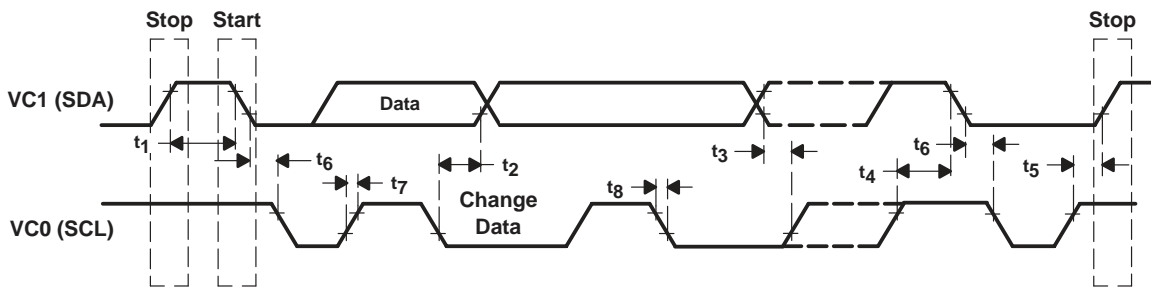 Stop Start Stop
VC1 (SDA)
Data
t1
t6
t7
t2
t3
t4
t6
t5
t8
Change
Data
VC0 (SCL)